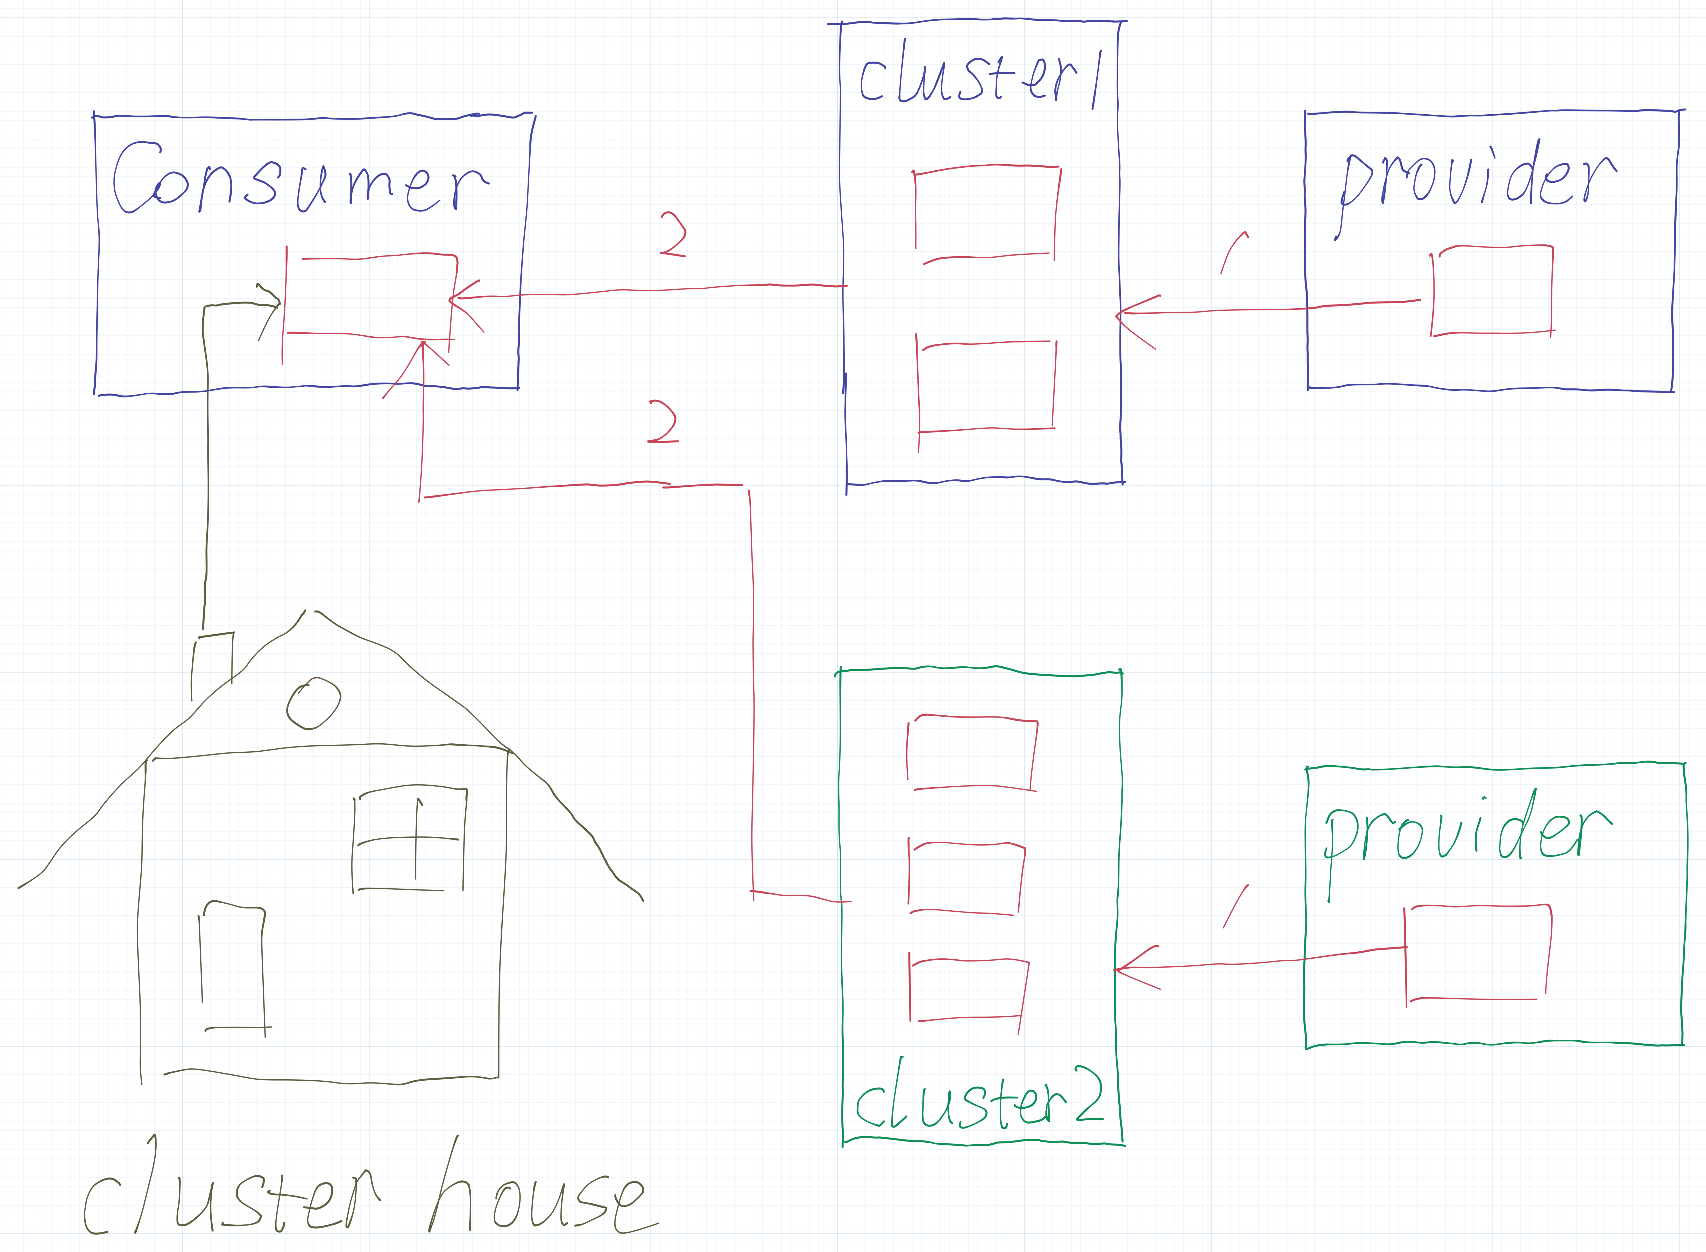 cluster1
Consumer
provider
2
1
2
provider
1
cluster2
cluster house